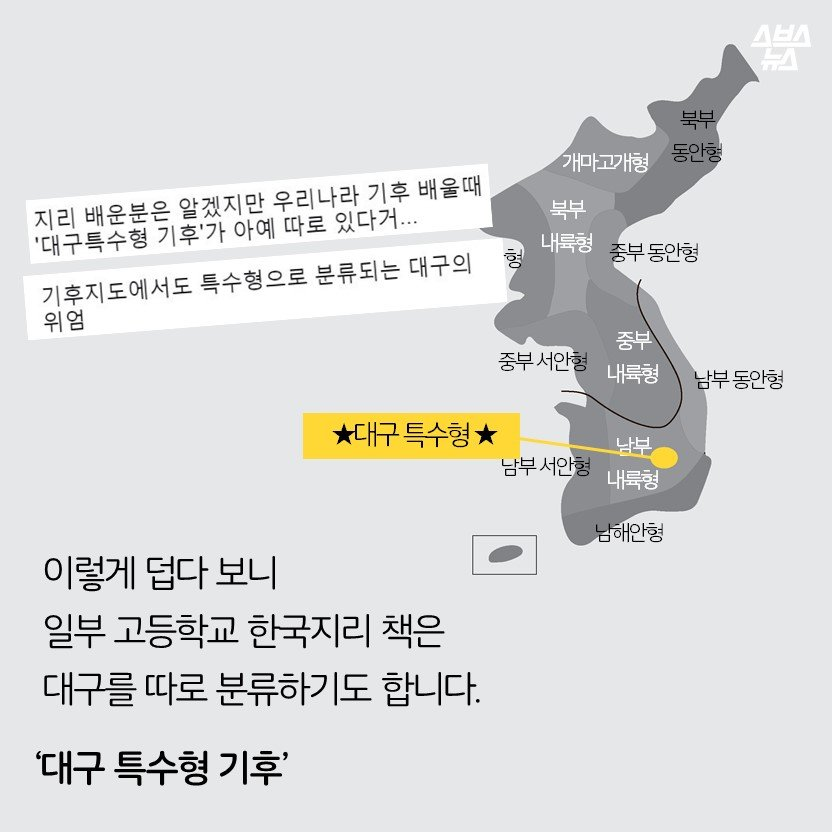 스브스
뉴스
북부
동안형
개마고개형
지리 배운분은 알겠지만 우리나라 기후 배울때
'대구특수형 기후'가 아예 따로 있다거...
북부
내륙형
중부 동안형
형
기후지도에서도 특수형으로 분류되는 대구의
위엄
중부
내륙형
중부 서안형
남부 동안형
★대구 특수형★
남부
내륙형
남부 서안형
남해안형
이렇게 덥다 보니
일부 고등학교 한국지리 책은
대구를 따로 분류하기도 합니다.
‘대구 특수형 기후’